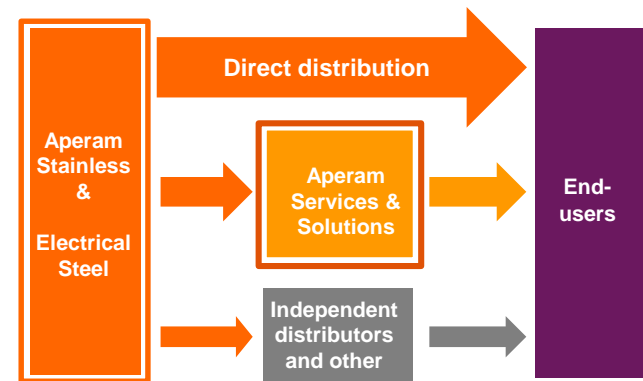 Direct distribution
Aperam
Stainless
&
Electrical
Steel
Aperam
Services &
Solutions
End-
users
Independent
distributors
and other